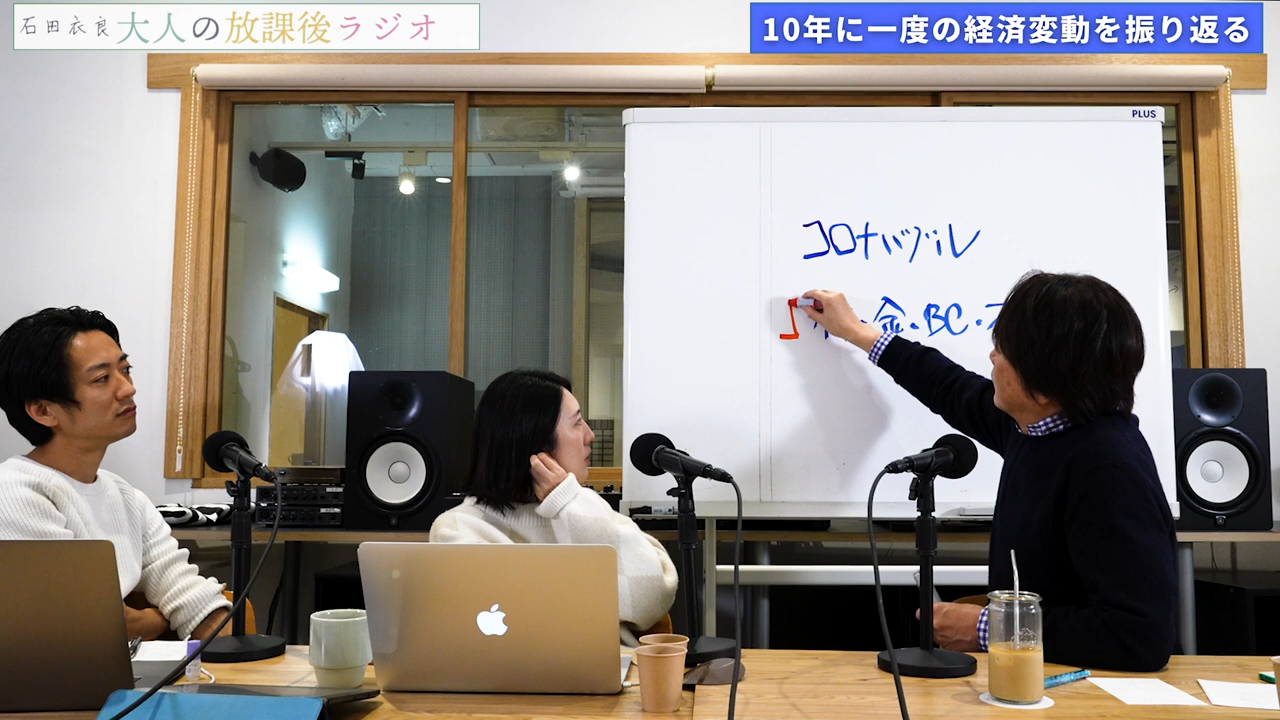 石田衣良 大人の放課後ラジオ
10年に一度の経済変動を振り返る
PLUS
コロナバブル
・金・BC・